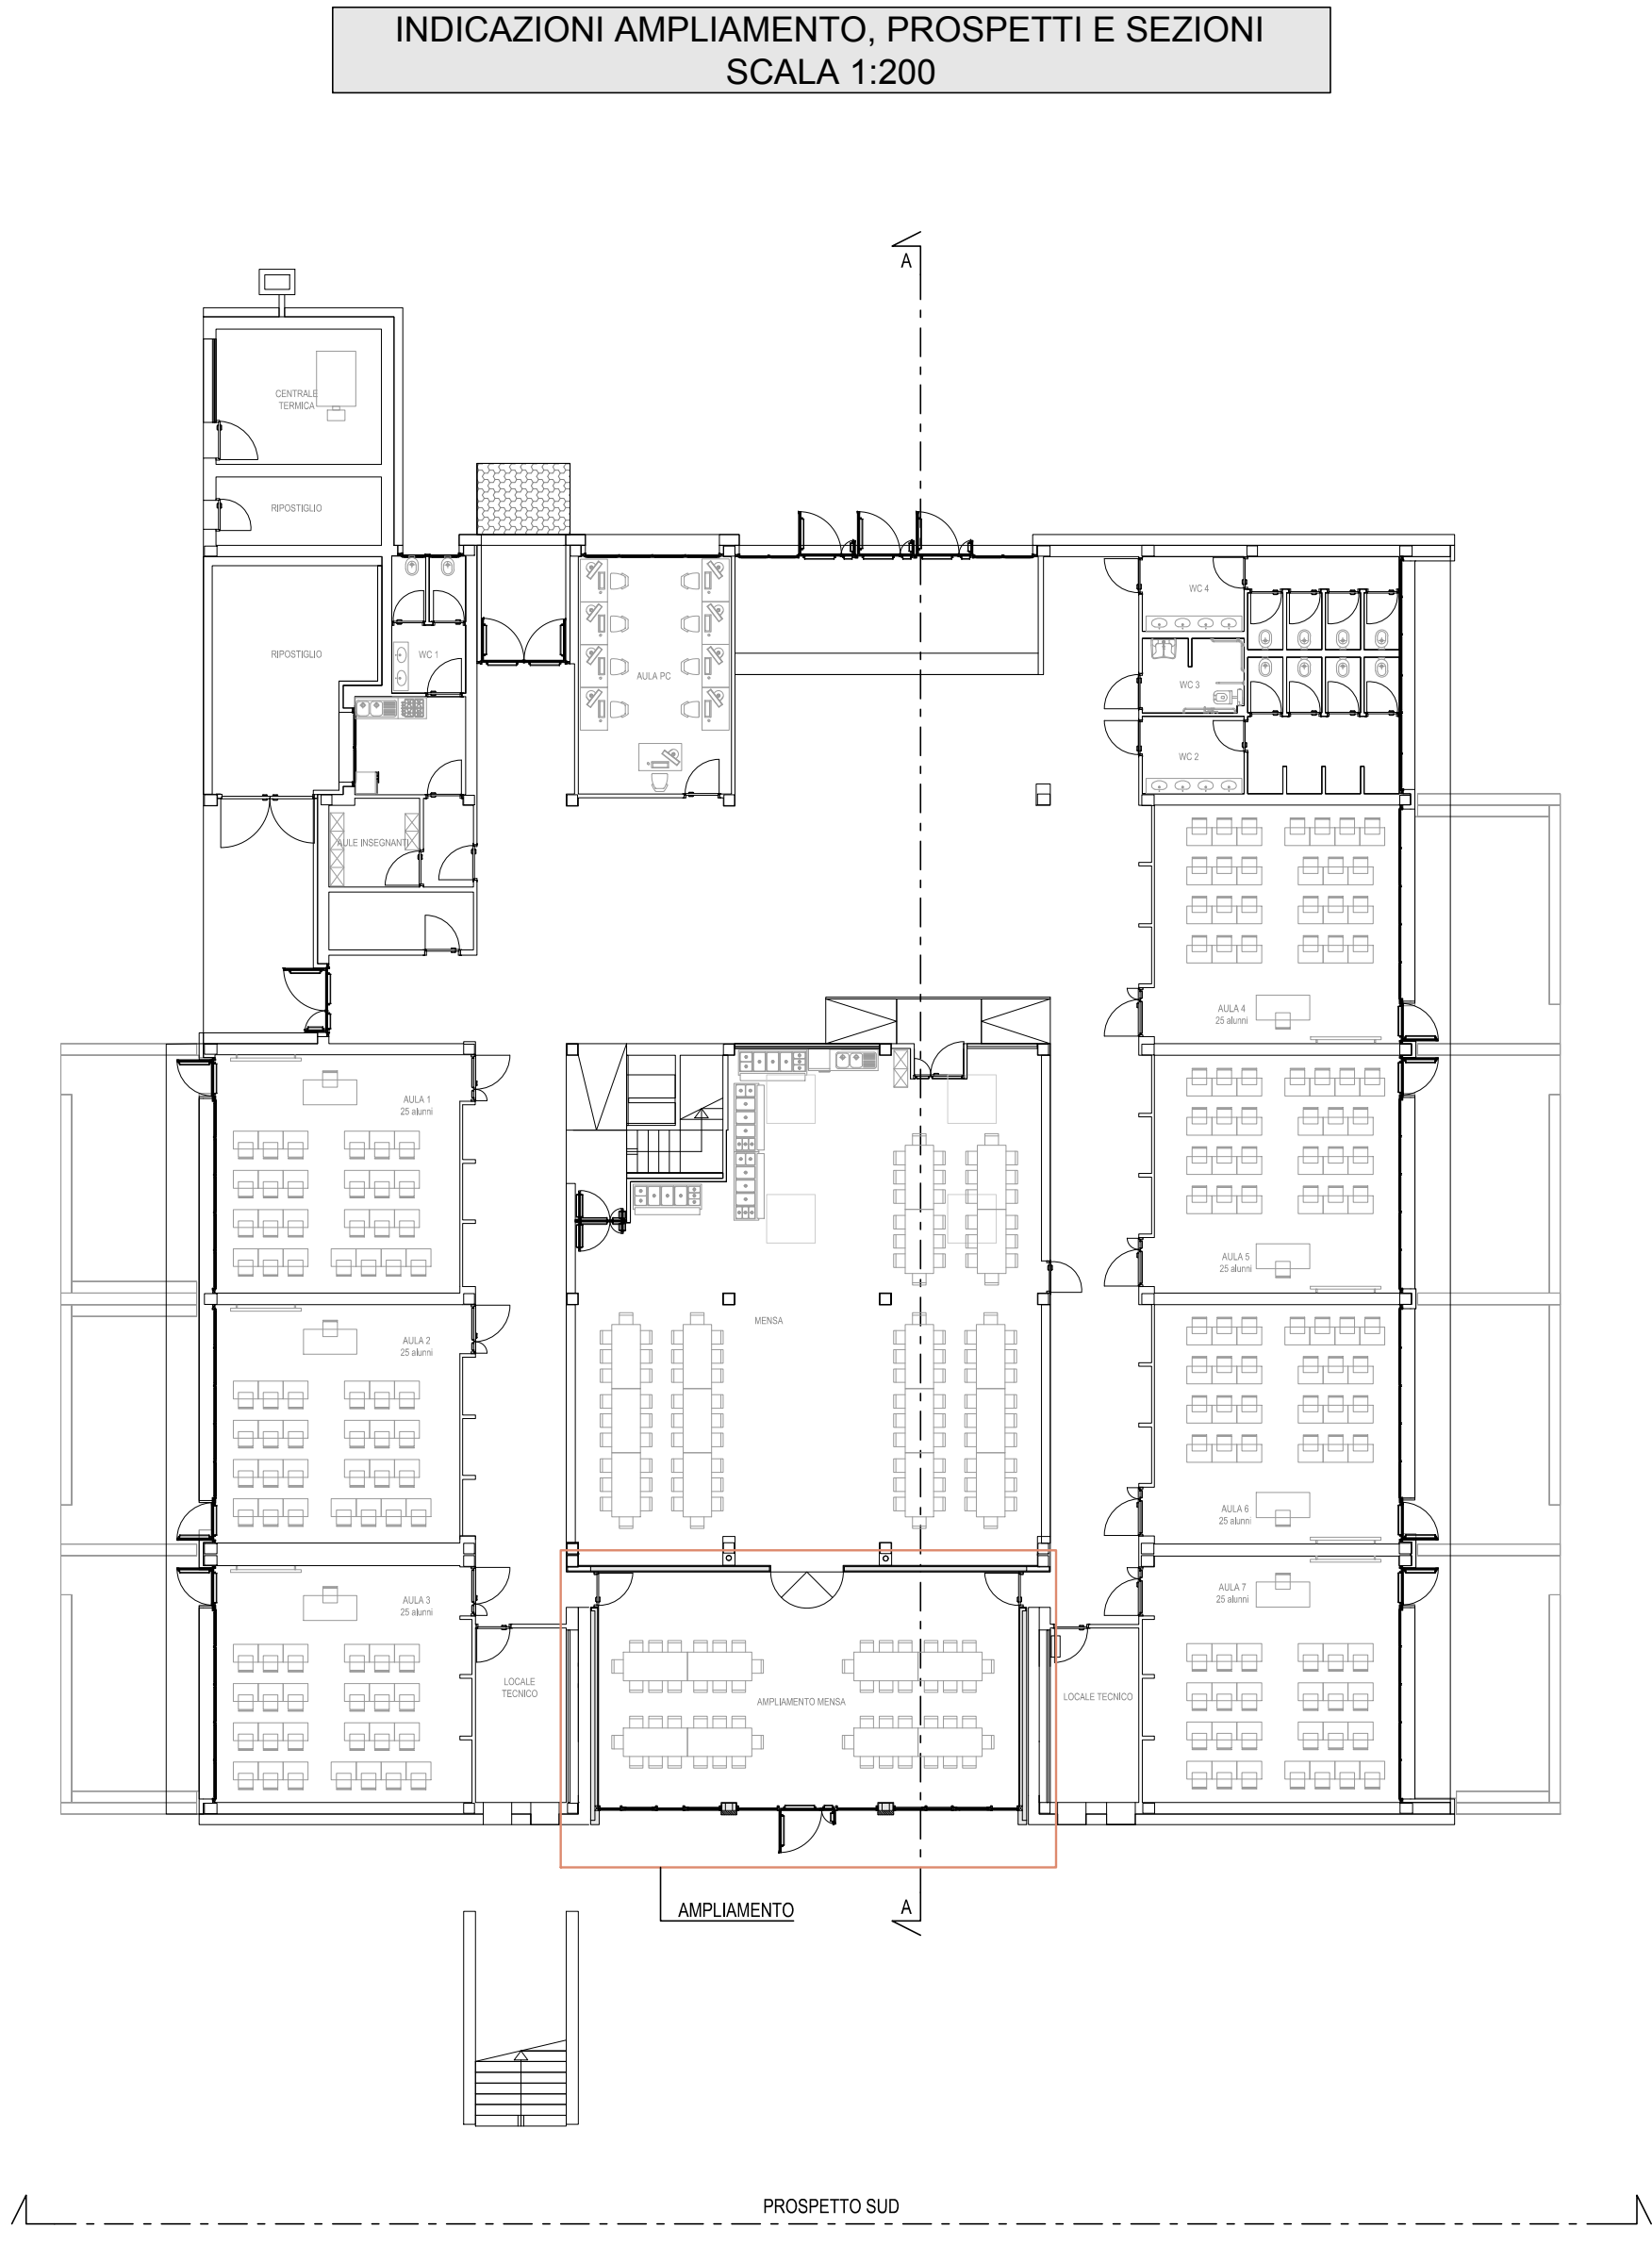 INDICAZIONI AMPLIAMENTO, PROSPETTI E SEZIONI
SCALA 1:200
A
CENTRALE
TERMICA
RIPOSTIGLIO
RIPOSTIGLIO
WC 1
AULA PC
WC 4
WC 3
WC 2
AULE INSEGNANTI
AULA 4
25 alunni
AULA 1
25 alunni
AULA 5
25 alunni
MENSA
AULA 2
25 alunni
AULA 6
25 alunni
AULA 3
25 alunni
AULA 7
25 alunni
LOCALE
TECNICO
AMPLIAMENTO MENSA
LOCALE TECNICO
AMPLIAMENTO
A
PROSPETTO SUD